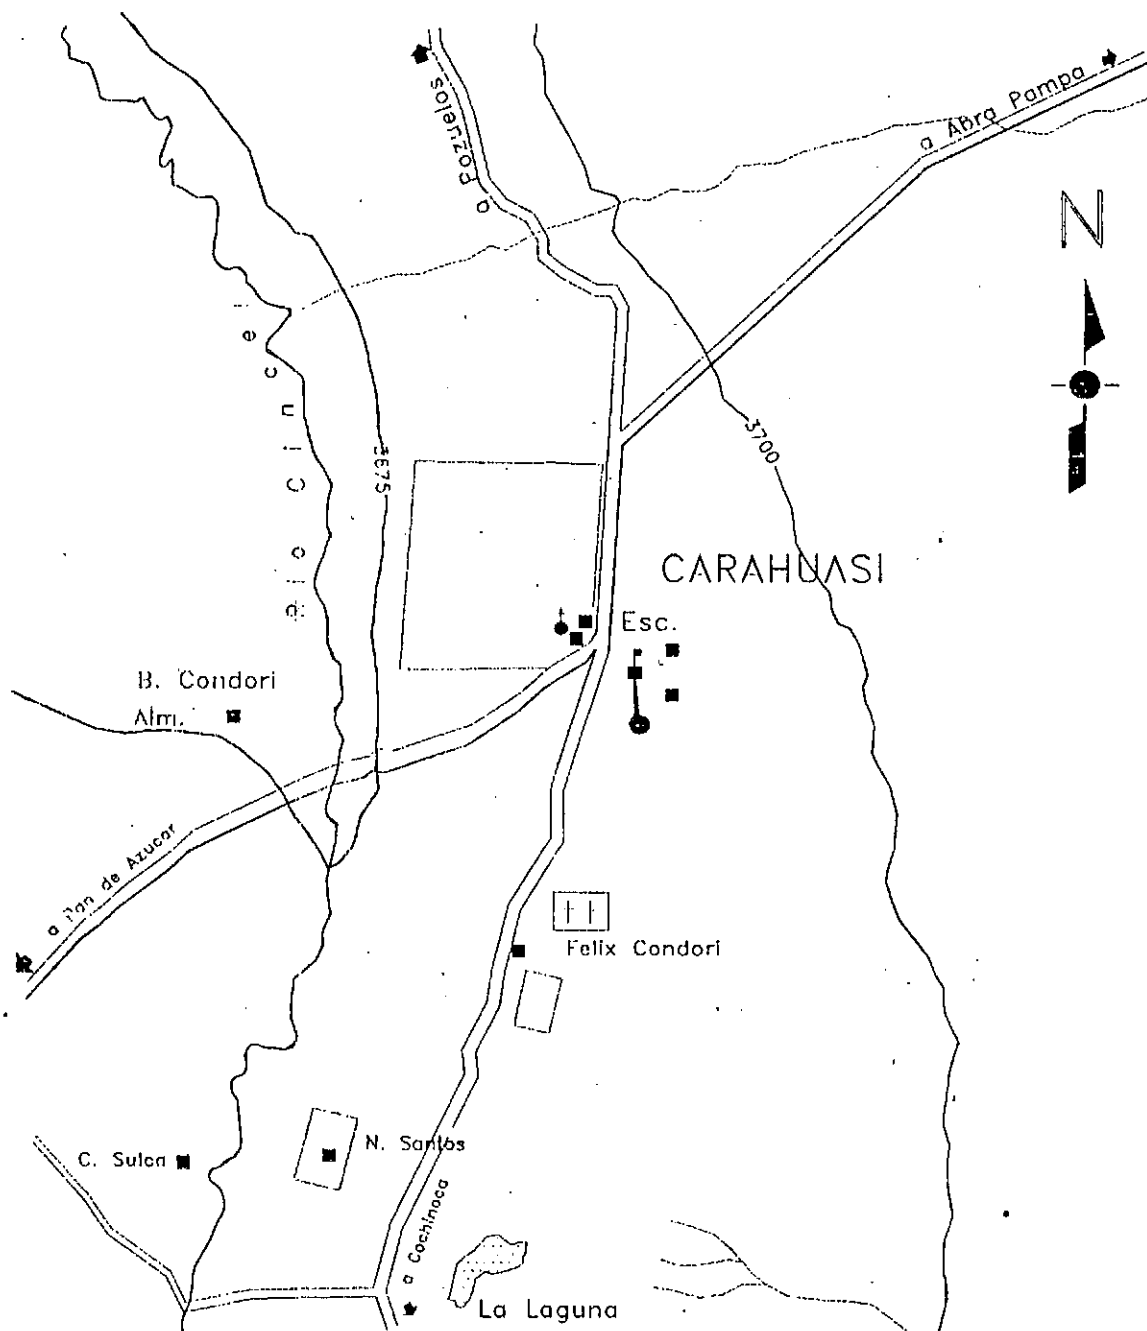 a Pozuelos
a Abra Pampa
N
Rio Cincel
3675
3700
CARAHUASI
Esc.
B. Condori
Alm.
a Pan de Azucar
Felix Condori
C. Sulca
N. Santos
a Cochinoca
La Laguna